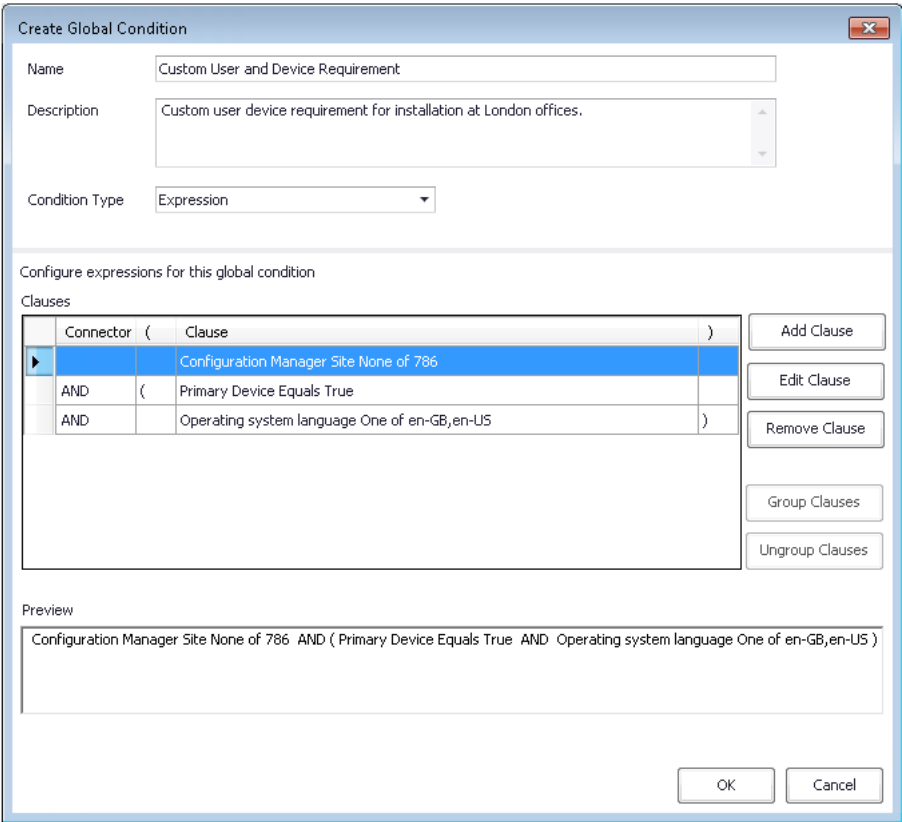 Create Global Condition
Name Custom User and Device Requirement
Description Custom user device requirement for installation at London offices.
Condition Type Expression
Configure expressions for this global condition
Clauses
Connector ( Clause )
Configuration Manager Site None of 786
AND ( Primary Device Equals True
AND Operating system language One of en-GB,en-US )
Add Clause
Edit Clause
Remove Clause
Group Clauses
Ungroup Clauses
Preview
Configuration Manager Site None of 786 AND ( Primary Device Equals True AND Operating system language One of en-GB,en-US )
OK Cancel